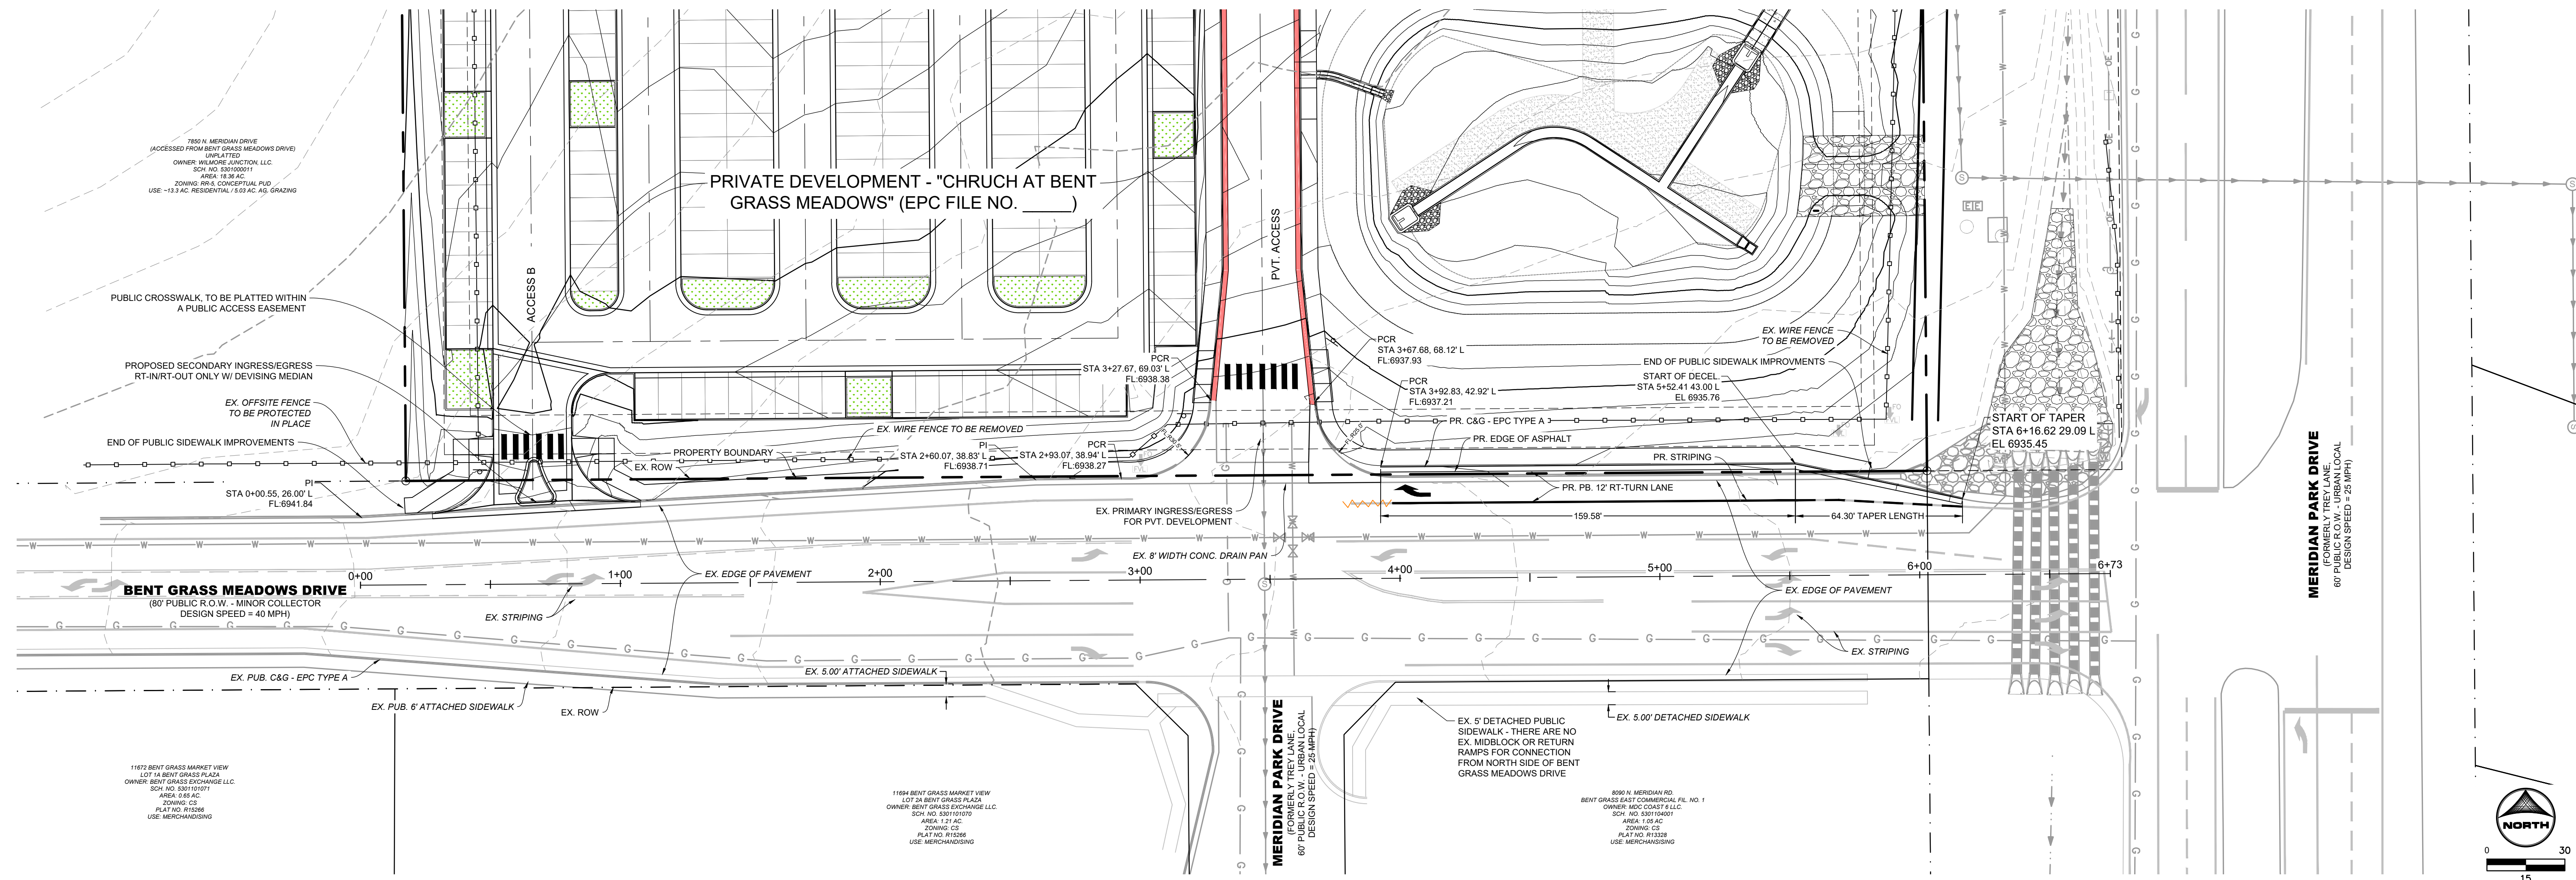 7850 N. MERIDIAN DRIVE
(ACCESSED FROM BENT GRASS MEADOWS DRIVE)
UNPLATTED
OWNER: WILMORE JUNCTION, LLC.
SCH. NO. 5301000011
AREA: 18.36 AC.
ZONING: RR-5, CONCEPTUAL PUD
USE: ~13.3 AC. RESIDENTIAL / 5.03 AC. AG. GRAZING
PRIVATE DEVELOPMENT - "CHRUCH AT BENT
GRASS MEADOWS" (EPC FILE NO. _____)
ACCESS B
PVT. ACCESS
PUBLIC CROSSWALK, TO BE PLATTED WITHIN
A PUBLIC ACCESS EASEMENT
PROPOSED SECONDARY INGRESS/EGRESS
RT-IN/RT-OUT ONLY W/ DEVISING MEDIAN
EX. OFFSITE FENCE
TO BE PROTECTED
IN PLACE
END OF PUBLIC SIDEWALK IMPROVEMENTS
PI
STA 0+00.55, 26.00' L
FL:6941.84
PROPERTY BOUNDARY
EX. ROW
EX. WIRE FENCE TO BE REMOVED
PI
STA 2+60.07, 38.83' L
FL:6938.71
PCR
STA 2+93.07, 38.94' L
FL:6938.27
PCR
STA 3+27.67, 69.03' L
FL:6938.38
PCR
STA 3+67.68, 68.12' L
FL:6937.93
PCR
STA 3+92.83, 42.92' L
FL:6937.21
EX. WIRE FENCE
TO BE REMOVED
END OF PUBLIC SIDEWALK IMPROVMENTS
START OF DECEL.
STA 5+52.41 43.00 L
EL 6935.76
PR. C&G - EPC TYPE A
PR. EDGE OF ASPHALT
PR. STRIPING
PR. PB. 12' RT-TURN LANE
159.58'
64.30' TAPER LENGTH
START OF TAPER
STA 6+16.62 29.09 L
EL 6935.45
EX. PRIMARY INGRESS/EGRESS
FOR PVT. DEVELOPMENT
EX. 8' WIDTH CONC. DRAIN PAN
BENT GRASS MEADOWS DRIVE
(80' PUBLIC R.O.W. - MINOR COLLECTOR
DESIGN SPEED = 40 MPH)
0+00
1+00
2+00
3+00
4+00
5+00
6+00
6+73
EX. EDGE OF PAVEMENT
EX. STRIPING
EX. EDGE OF PAVEMENT
EX. STRIPING
EX. PUB. C&G - EPC TYPE A
EX. PUB. 6' ATTACHED SIDEWALK
EX. ROW
EX. 5.00' ATTACHED SIDEWALK
EX. 5' DETACHED PUBLIC
SIDEWALK - THERE ARE NO
EX. MIDBLOCK OR RETURN
RAMPS FOR CONNECTION
FROM NORTH SIDE OF BENT
GRASS MEADOWS DRIVE
EX. 5.00' DETACHED SIDEWALK
MERIDIAN PARK DRIVE
(FORMERLY TREY LANE,
60' PUBLIC R.O.W. - URBAN LOCAL
DESIGN SPEED = 25 MPH)
MERIDIAN PARK DRIVE
(FORMERLY TREY LANE,
60' PUBLIC R.O.W. - URBAN LOCAL
DESIGN SPEED = 25 MPH)
11672 BENT GRASS MARKET VIEW
LOT 1A BENT GRASS PLAZA
OWNER: BENT GRASS EXCHANGE LLC.
SCH. NO. 5301101071
AREA: 0.65 AC.
ZONING: CS
PLAT NO. R15266
USE: MERCHANDISING
11694 BENT GRASS MARKET VIEW
LOT 2A BENT GRASS PLAZA
OWNER: BENT GRASS EXCHANGE LLC.
SCH. NO. 5301101070
AREA: 1.21 AC.
ZONING: CS
PLAT NO. R15266
USE: MERCHANDISING
8090 N. MERIDIAN RD.
BENT GRASS EAST COMMERCIAL FIL. NO. 1
OWNER: MDC COAST 6 LLC.
SCH. NO. 5301104001
AREA: 1.05 AC
ZONING: CS
PLAT NO. R13328
USE: MERCHANSISING
NORTH
0
30
15